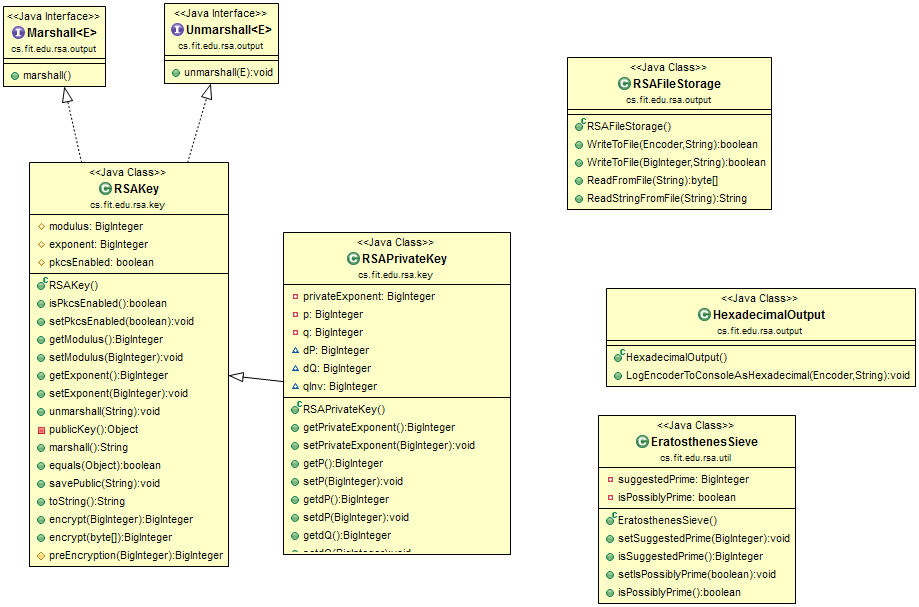 <<Java Interface>>
Marshall<E>
cs.fit.edu.rsa.output
marshall()
<<Java Interface>>
Unmarshall<E>
cs.fit.edu.rsa.output
unmarshall(E):void
<<Java Class>>
RSAKey
cs.fit.edu.rsa.key
modulus: BigInteger
exponent: BigInteger
pkcsEnabled: boolean
RSAKey()
isPkcsEnabled():boolean
setPkcsEnabled(boolean):void
getModulus():BigInteger
setModulus(BigInteger):void
getExponent():BigInteger
setExponent(BigInteger):void
unmarshall(String):void
publicKey():Object
marshall():String
equals(Object):boolean
savePublic(String):void
toString():String
encrypt(BigInteger):BigInteger
encrypt(byte[]):BigInteger
preEncryption(BigInteger):BigInteger
<<Java Class>>
RSAPrivateKey
cs.fit.edu.rsa.key
privateExponent: BigInteger
p: BigInteger
q: BigInteger
dP: BigInteger
dQ: BigInteger
qInv: BigInteger
RSAPrivateKey()
getPrivateExponent():BigInteger
setPrivateExponent(BigInteger):void
getP():BigInteger
setP(BigInteger):void
getdP():BigInteger
setdP(BigInteger):void
getdQ():BigInteger
<<Java Class>>
RSAFileStorage
cs.fit.edu.rsa.output
RSAFileStorage()
WriteToFile(Encoder,String):boolean
WriteToFile(BigInteger,String):boolean
ReadFromFile(String):byte[]
ReadStringFromFile(String):String
<<Java Class>>
HexadecimalOutput
cs.fit.edu.rsa.output
HexadecimalOutput()
LogEncoderToConsoleAsHexadecimal(Encoder,String):void
<<Java Class>>
EratosthenesSieve
cs.fit.edu.rsa.util
suggestedPrime: BigInteger
isPossiblyPrime: boolean
EratosthenesSieve()
setSuggestedPrime(BigInteger):void
isSuggestedPrime():BigInteger
setIsPossiblyPrime(boolean):void
isPossiblyPrime():boolean